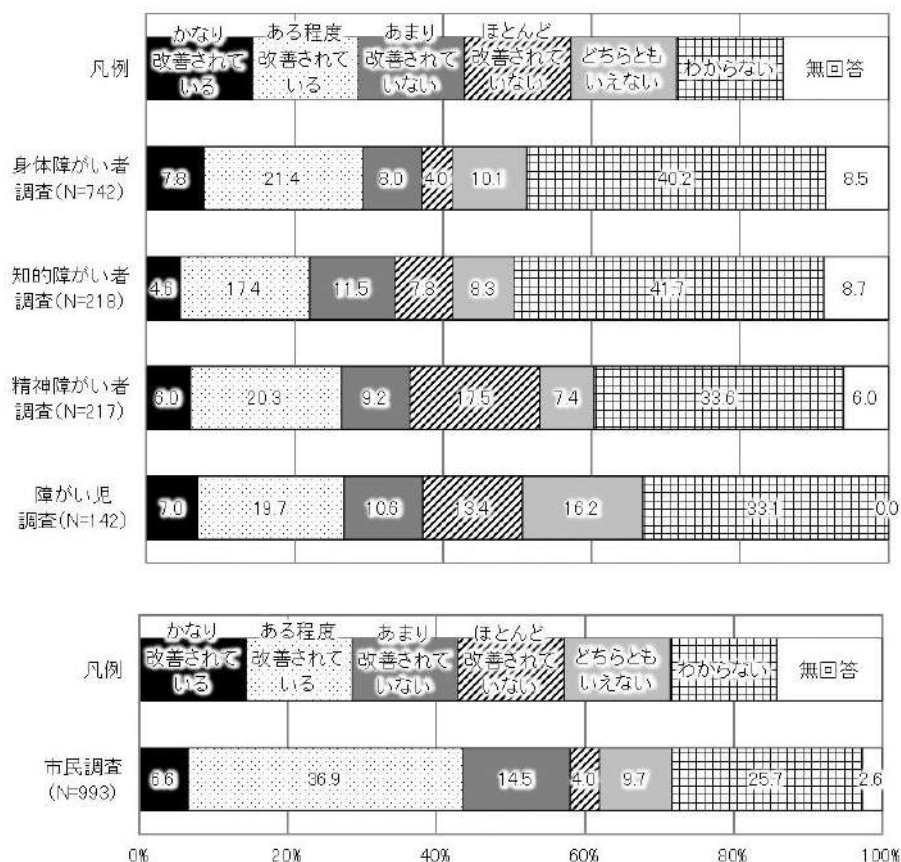 かなり
改善されて
いる
ある程度
改善されて
いる
あまり
改善されて
いない
ほとんど
改善されて
いない
どちらとも
いえない
わからない
無回答
凡例
身体障がい者
調査(N=742)
7.8 21.4 8.0 4.0 10.1 40.2 8.5
知的障がい者
調査(N=218)
4.6 17.4 11.5 7.8 8.3 41.7 8.7
精神障がい者
調査(N=217)
6.0 20.3 9.2 17.5 7.4 33.6 6.0
障がい児
調査(N=142)
7.0 19.7 10.6 13.4 16.2 33.1 0.0
かなり
改善されて
いる
ある程度
改善されて
いる
あまり
改善されて
いない
ほとんど
改善されて
いない
どちらとも
いえない
わからない
無回答
凡例
市民調査
(N=993)
6.6 36.9 14.5 4.0 9.7 25.7 2.6
0% 20% 40% 60% 80% 100%